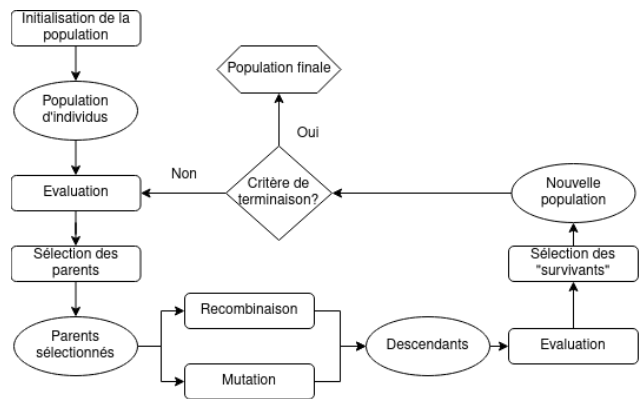 Initialisation de la
population
Population
d'individus
Evaluation
Sélection des
parents
Parents
sélectionnés
Recombinaison
Mutation
Descendants
Evaluation
Sélection des
"survivants"
Nouvelle
population
Critère de
terminaison?
Non
Oui
Population finale